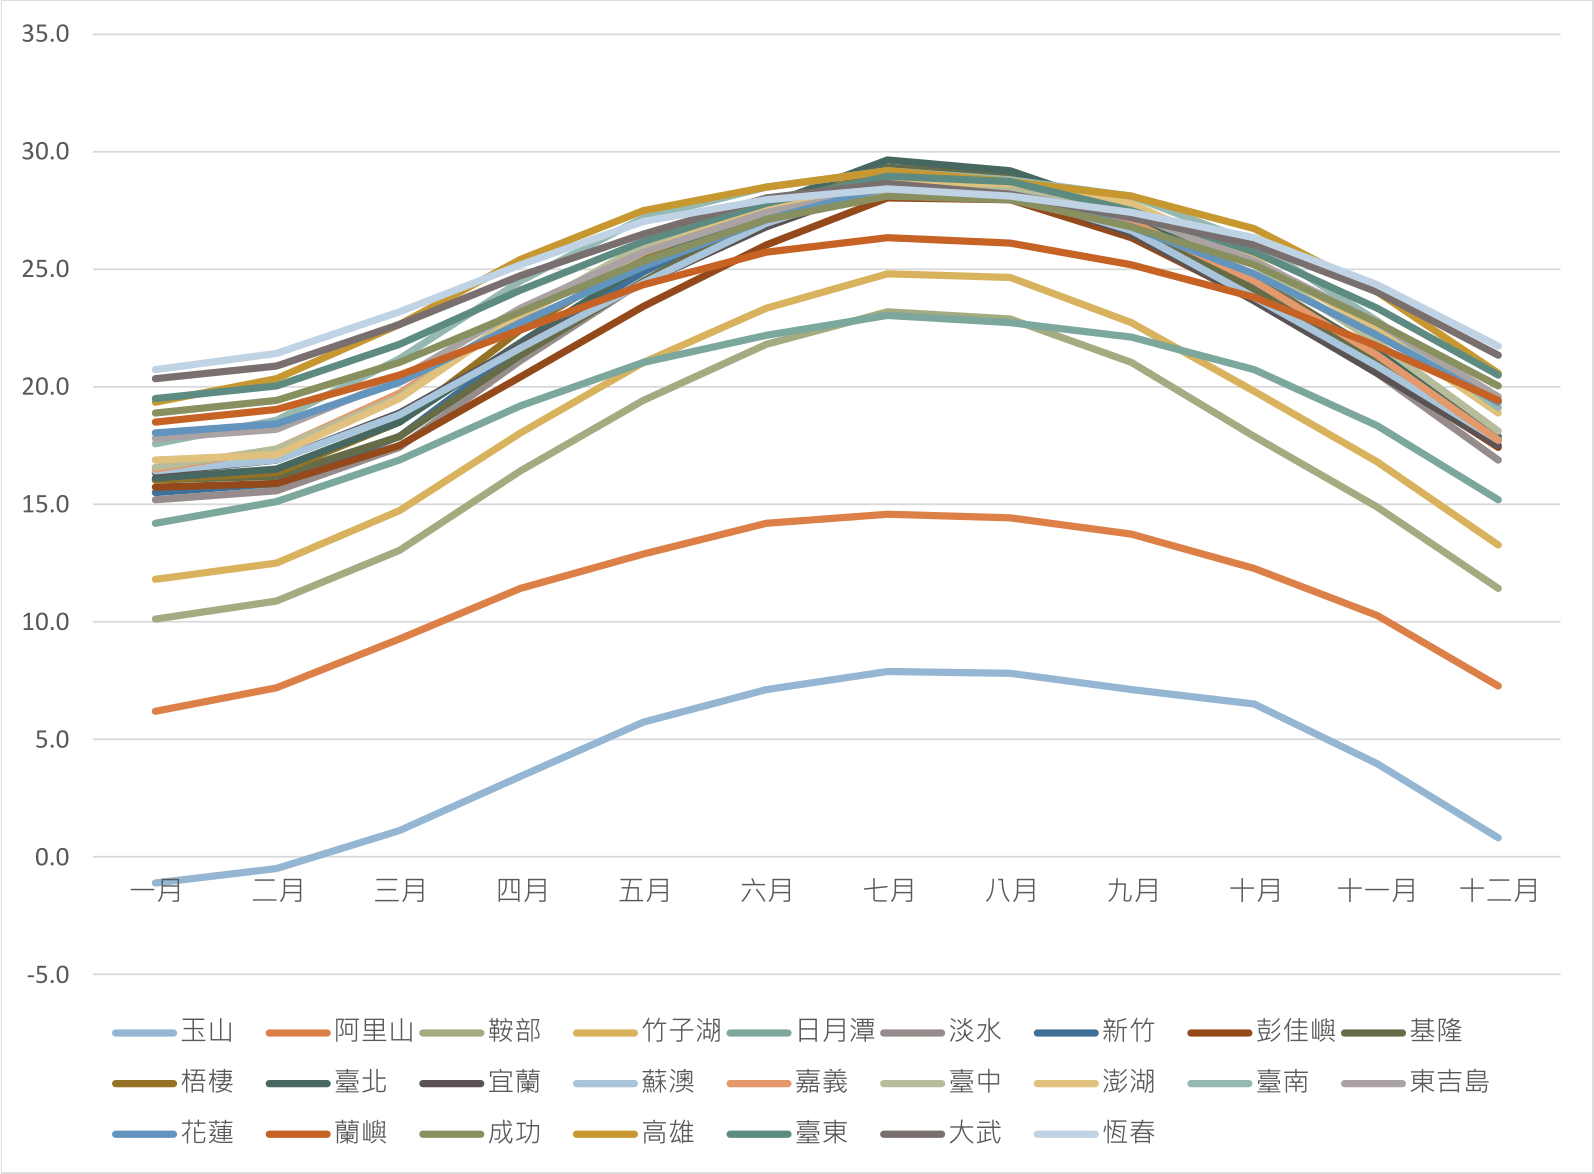 35.0
30.0
25.0
20.0
15.0
10.0
5.0
0.0
一月 二月 三月 四月 五月 六月 七月 八月 九月 十月 十一月 十二月
-5.0
玉山 阿里山 鞍部 竹子湖 日月潭 淡水 新竹 彭佳嶼 基隆
梧棲 臺北 宜蘭 蘇澳 嘉義 臺中 澎湖 臺南 東吉島
花蓮 蘭嶼 成功 高雄 臺東 大武 恆春